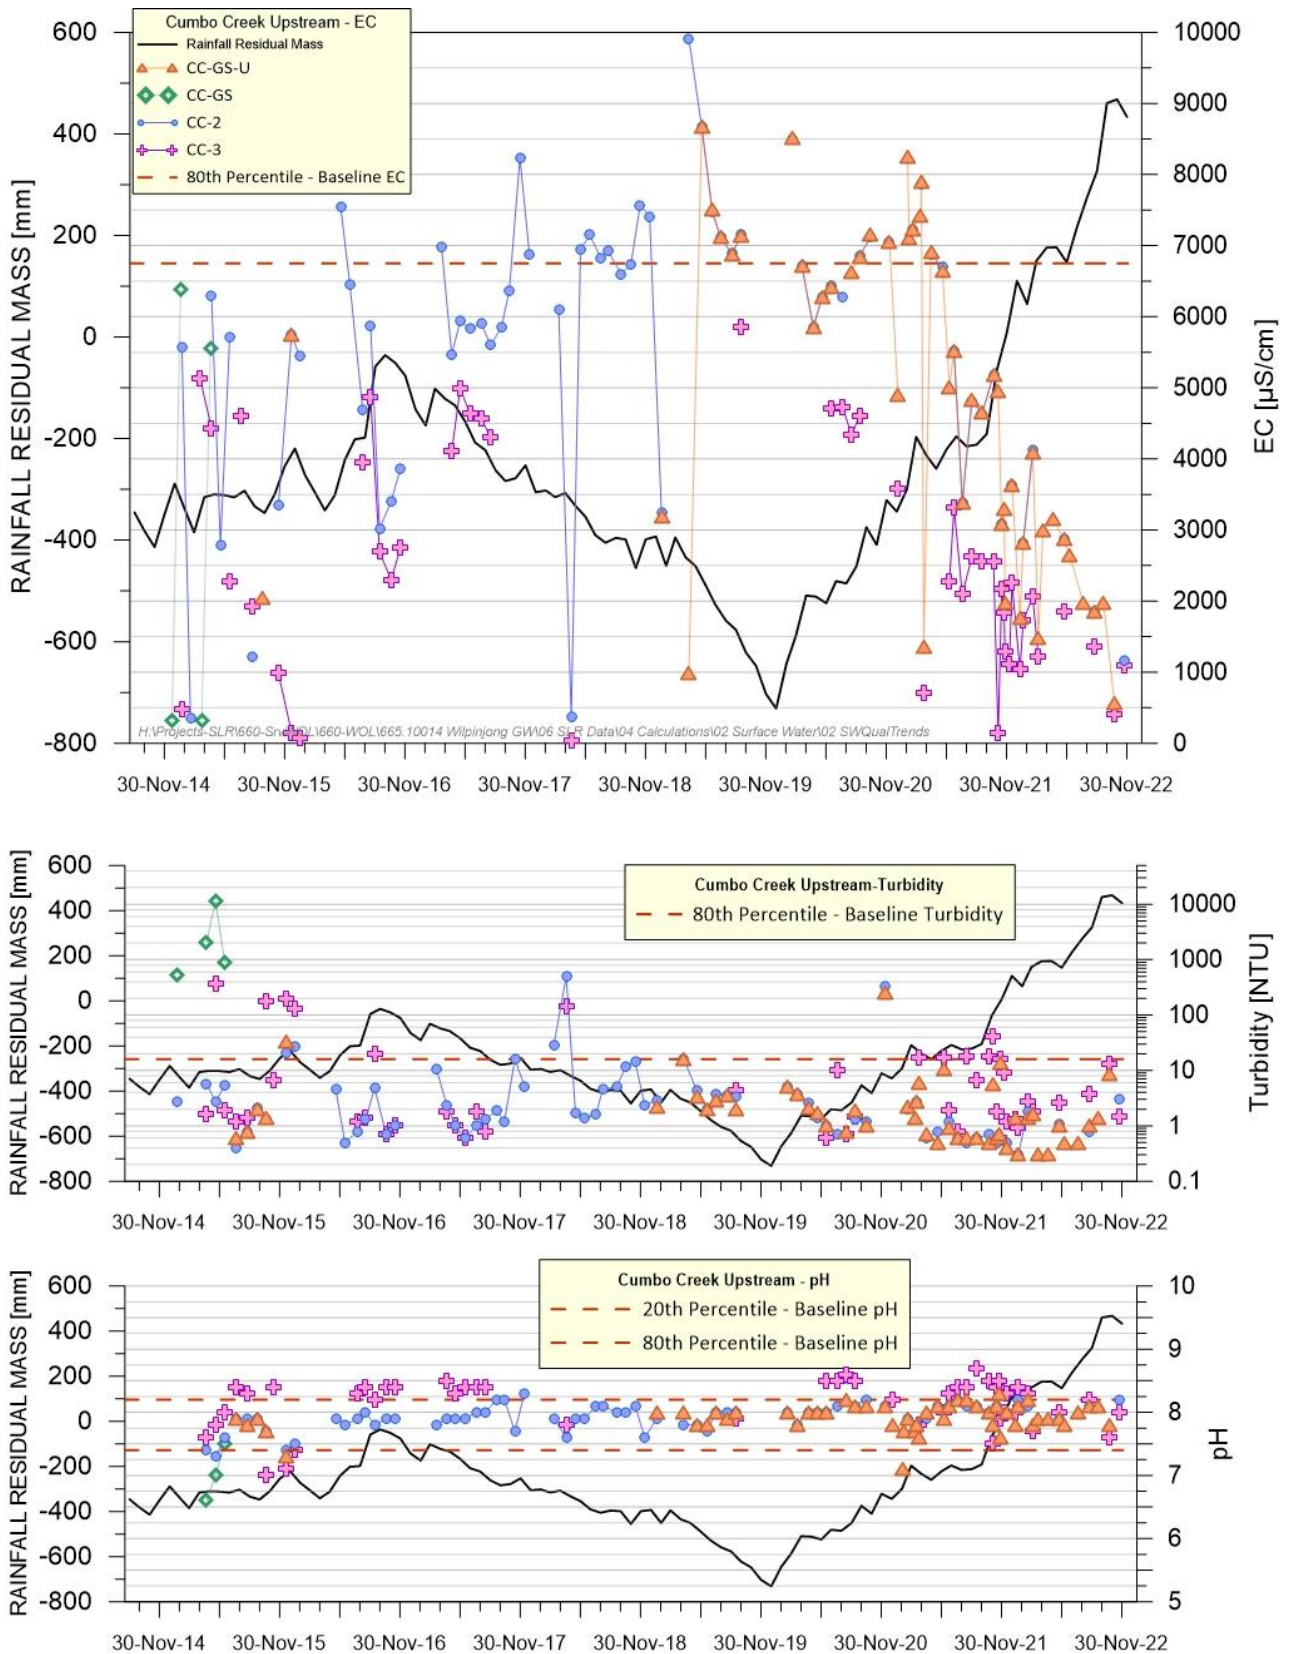 Cumbo Creek Upstream - EC
Rainfall Residual Mass
CC-GS-U
CC-GS
CC-2
CC-3
80th Percentile - Baseline EC
RAINFALL RESIDUAL MASS [mm]
600
400
200
0
-200
-400
-600
-800
EC [µS/cm]
10000
9000
8000
7000
6000
5000
4000
3000
2000
1000
0
30-Nov-14 30-Nov-15 30-Nov-16 30-Nov-17 30-Nov-18 30-Nov-19 30-Nov-20 30-Nov-21 30-Nov-22
Cumbo Creek Upstream-Turbidity
80th Percentile - Baseline Turbidity
RAINFALL RESIDUAL MASS [mm]
600
400
200
0
-200
-400
-600
-800
Turbidity [NTU]
10000
1000
100
10
1
0.1
30-Nov-14 30-Nov-15 30-Nov-16 30-Nov-17 30-Nov-18 30-Nov-19 30-Nov-20 30-Nov-21 30-Nov-22
Cumbo Creek Upstream - pH
20th Percentile - Baseline pH
80th Percentile - Baseline pH
RAINFALL RESIDUAL MASS [mm]
600
400
200
0
-200
-400
-600
-800
pH
10
9
8
7
6
5
30-Nov-14 30-Nov-15 30-Nov-16 30-Nov-17 30-Nov-18 30-Nov-19 30-Nov-20 30-Nov-21 30-Nov-22